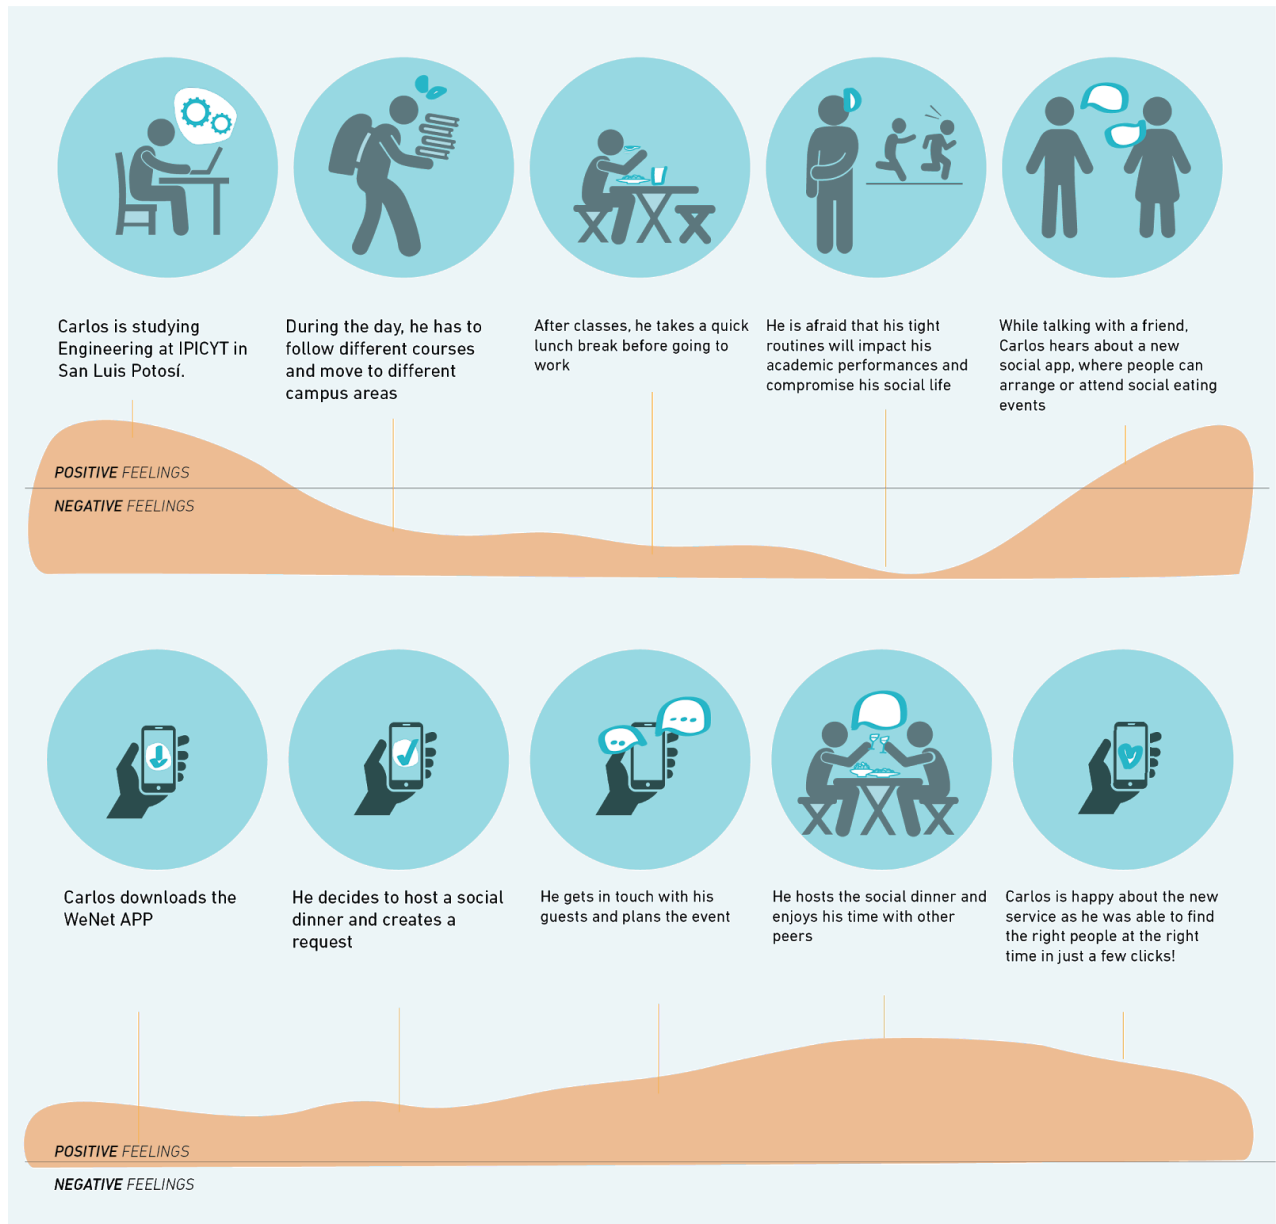 Carlos is studying
Engineering at IPICYT in
San Luis Potosí.
During the day, he has to
follow different courses
and move to different
campus areas
After classes, he takes a quick
lunch break before going to
work
He is afraid that his tight
routines will impact his
academic performances and
compromise his social life
While talking with a friend,
Carlos hears about a new
social app, where people can
arrange or attend social eating
events
POSITIVE FEELINGS
NEGATIVE FEELINGS
Carlos downloads the
WeNet APP
He decides to host a social
dinner and creates a
request
He gets in touch with his
guests and plans the event
He hosts the social dinner and
enjoys his time with other
peers
Carlos is happy about the new
service as he was able to find
the right people at the right
time in just a few clicks!
POSITIVE FEELINGS
NEGATIVE FEELINGS